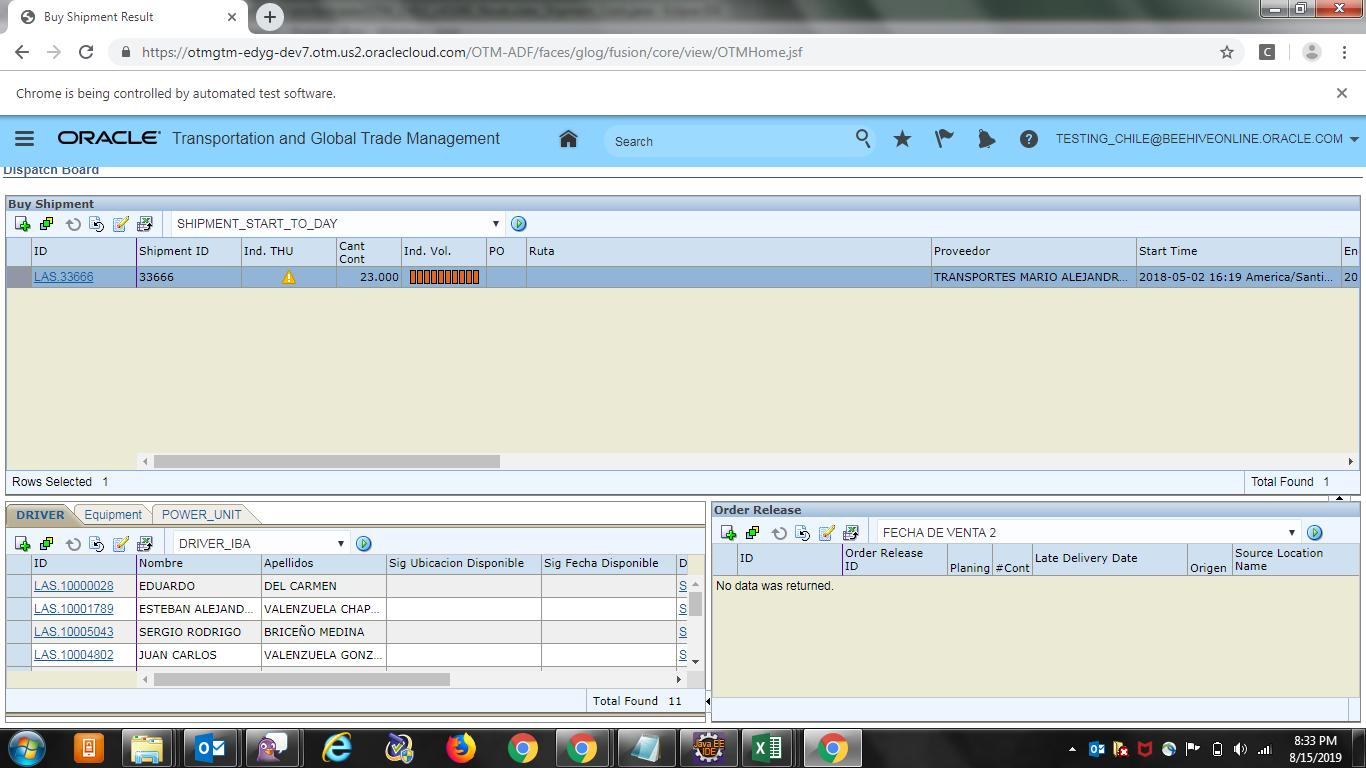 Buy Shipment Result
https://otmgtm-edyg-dev7.otm.us2.oraclecloud.com/OTM-ADF/faces/glog/fusion/core/view/OTMHome.jsf
C
Chrome is being controlled by automated test software.
ORACLE Transportation and Global Trade Management
Search
TESTING_CHILE@BEEHIVEONLINE.ORACLE.COM
Dispatch Board
Buy Shipment
SHIPMENT_START_TO_DAY
ID Shipment ID Ind. THU Cant Cont Ind. Vol. PO Ruta Proveedor Start Time En
LAS.33666 33666 23.000 TRANSPORTES MARIO ALEJANDR... 2018-05-02 16:19 America/Santi... 20
Rows Selected 1
Total Found 1
DRIVER Equipment POWER_UNIT
DRIVER_IBA
ID Nombre Apellidos Sig Ubicacion Disponible Sig Fecha Disponible D
LAS.10000028 EDUARDO DEL CARMEN S
LAS.10001789 ESTEBAN ALEJAND... VALENZUELA CHAP... S
LAS.10005043 SERGIO RODRIGO BRICEÑO MEDINA S
LAS.10004802 JUAN CARLOS VALENZUELA GONZ... S
Total Found 11
Order Release
FECHA DE VENTA 2
ID Order Release ID Planing #Cont Late Delivery Date Origen Source Location Name
No data was returned.
Java EE
IDE
8:33 PM
8/15/2019